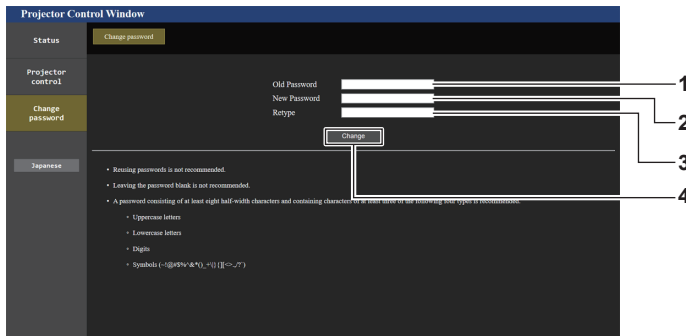 Projector Control Window
Status
Change password
Projector
control
Change
password
Japanese
Old Password
New Password
Retype
Change
1
2
3
4
• Reusing passwords is not recommended.
• Leaving the password blank is not recommended.
• A password consisting of at least eight half-width characters and containing characters of at least three of the following four types is recommended.
• Uppercase letters
• Lowercase letters
• Digits